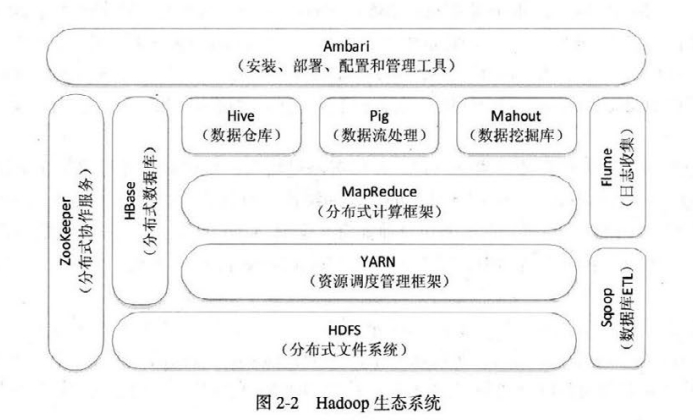 Ambari
(安装、部署、配置和管理工具)
ZooKeeper
(分布式协作服务)
HBase
(分布式数据库)
Hive
(数据仓库)
Pig
(数据流处理)
Mahout
(数据挖掘库)
Flume
(日志收集)
MapReduce
(分布式计算框架)
YARN
(资源调度管理框架)
Sqoop
(数据库ETL)
HDFS
(分布式文件系统)
图 2-2 Hadoop 生态系统